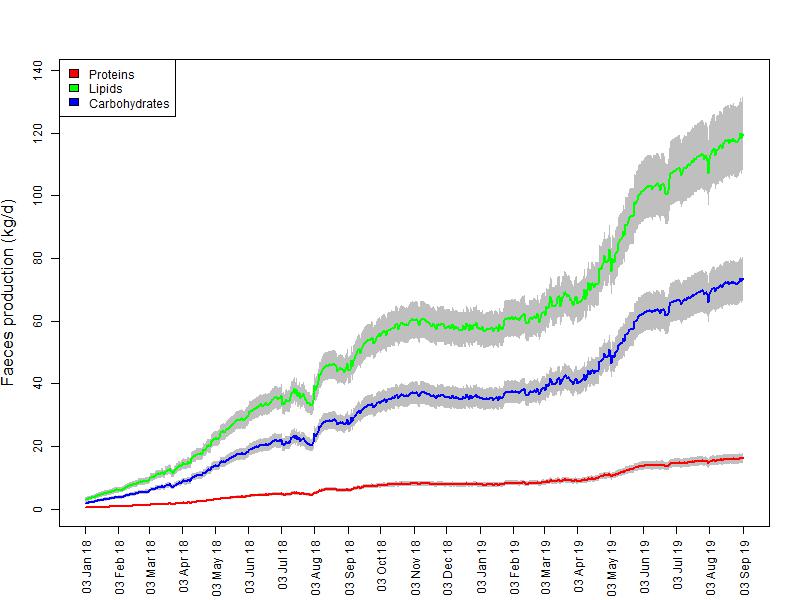 Proteins
Lipids
Carbohydrates
Faeces production (kg/d)
140
120
100
80
60
40
20
0
03 Jan 18
03 Feb 18
03 Mar 18
03 Apr 18
03 May 18
03 Jun 18
03 Jul 18
03 Aug 18
03 Sep 18
03 Oct 18
03 Nov 18
03 Dec 18
03 Jan 19
03 Feb 19
03 Mar 19
03 Apr 19
03 May 19
03 Jun 19
03 Jul 19
03 Aug 19
03 Sep 19